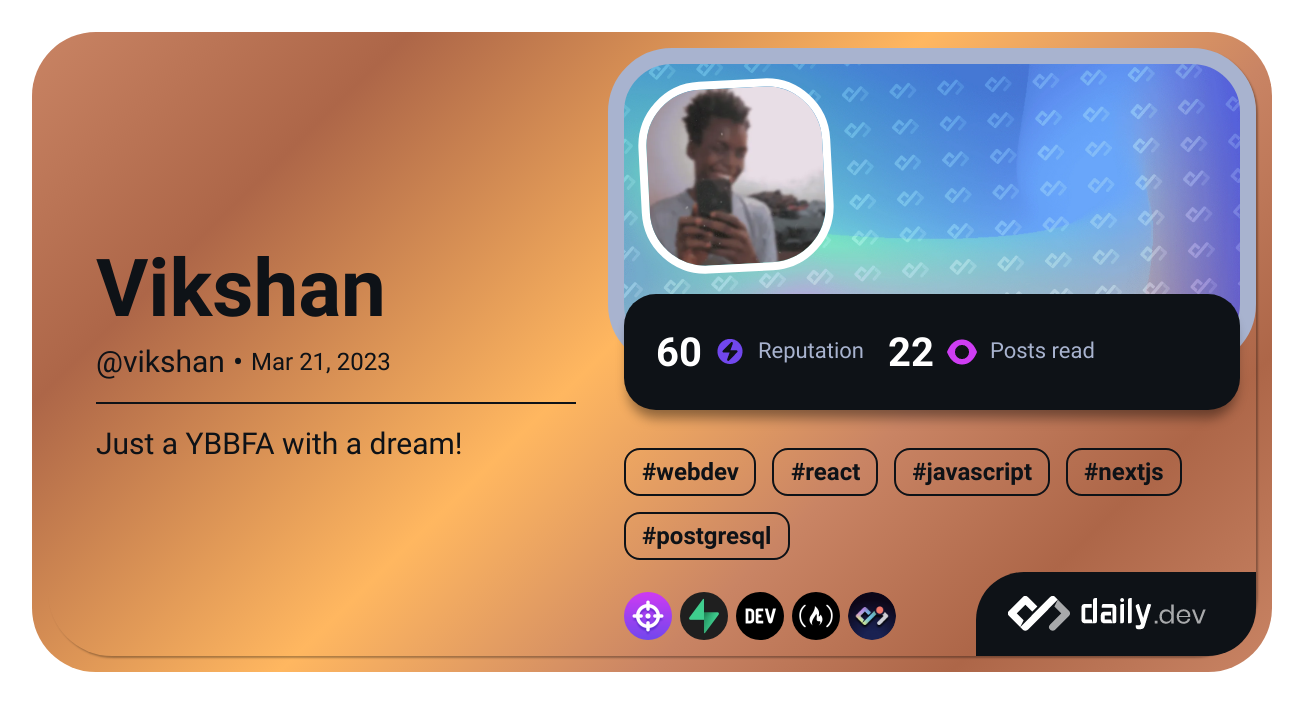 Vikshan
@vikshan • Mar 21, 2023
Just a YBBFA with a dream!
60 Reputation 22 Posts read
#webdev #react #javascript #nextjs
#postgresql
DEV
daily.dev